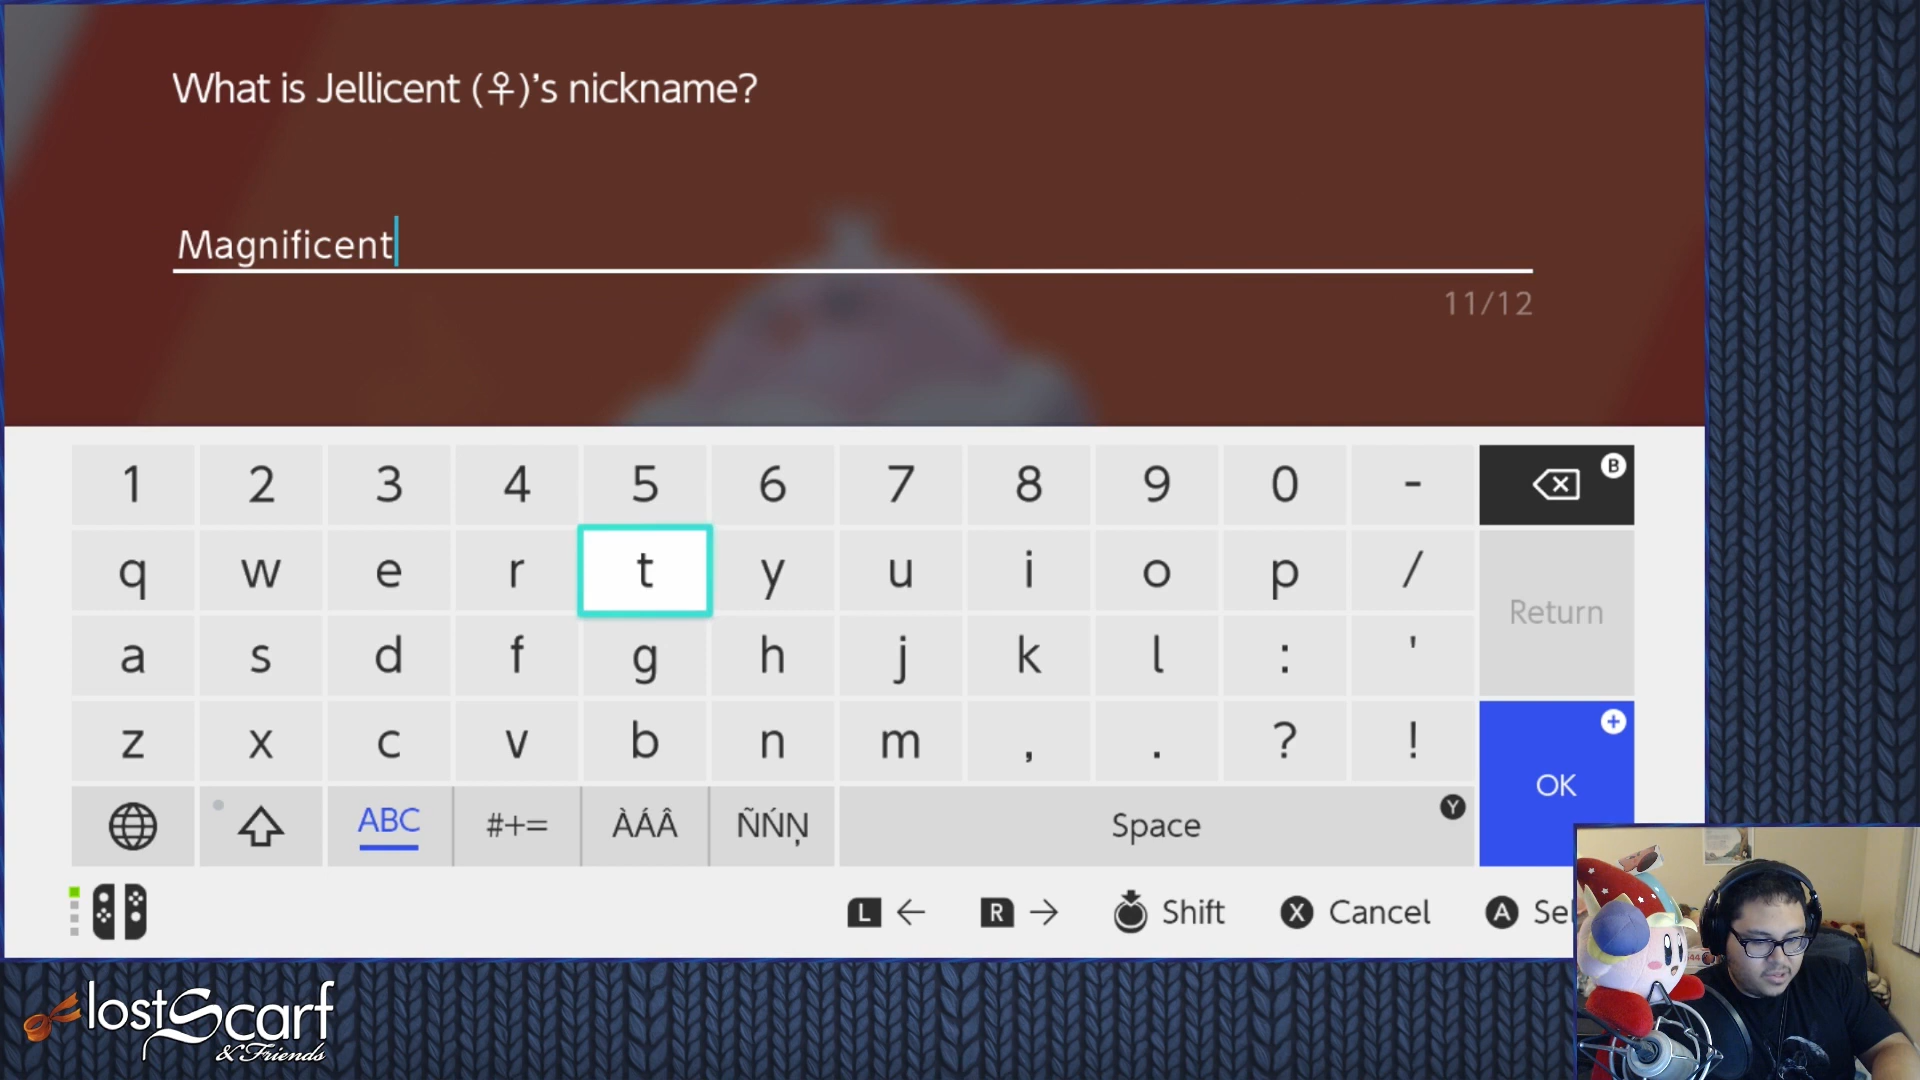 What is Jellicent (♀)'s nickname?
Magnificent
11/12
1 2 3 4 5 6 7 8 9 0 - B
q w e r t y u i o p /
Return
a s d f g h j k l : '
z x c v b n m , . ? ! +
OK
ABC #+= ÀÁÂ ÑŃŅ Space Y
L ← R → Shift X Cancel A Se
lostScarf
& Friends